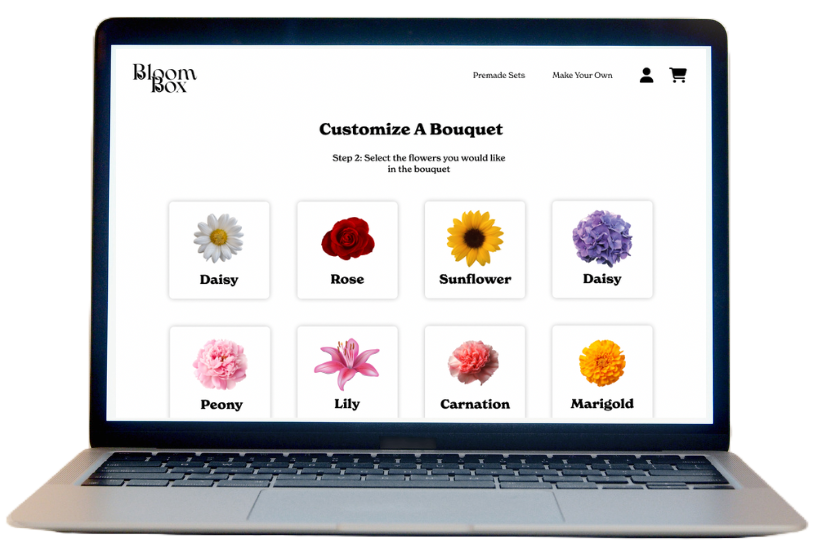 Bloom
Box
Premade Sets
Make Your Own
Customize A Bouquet
Step 2: Select the flowers you would like
in the bouquet
Daisy
Rose
Sunflower
Daisy
Peony
Lily
Carnation
Marigold